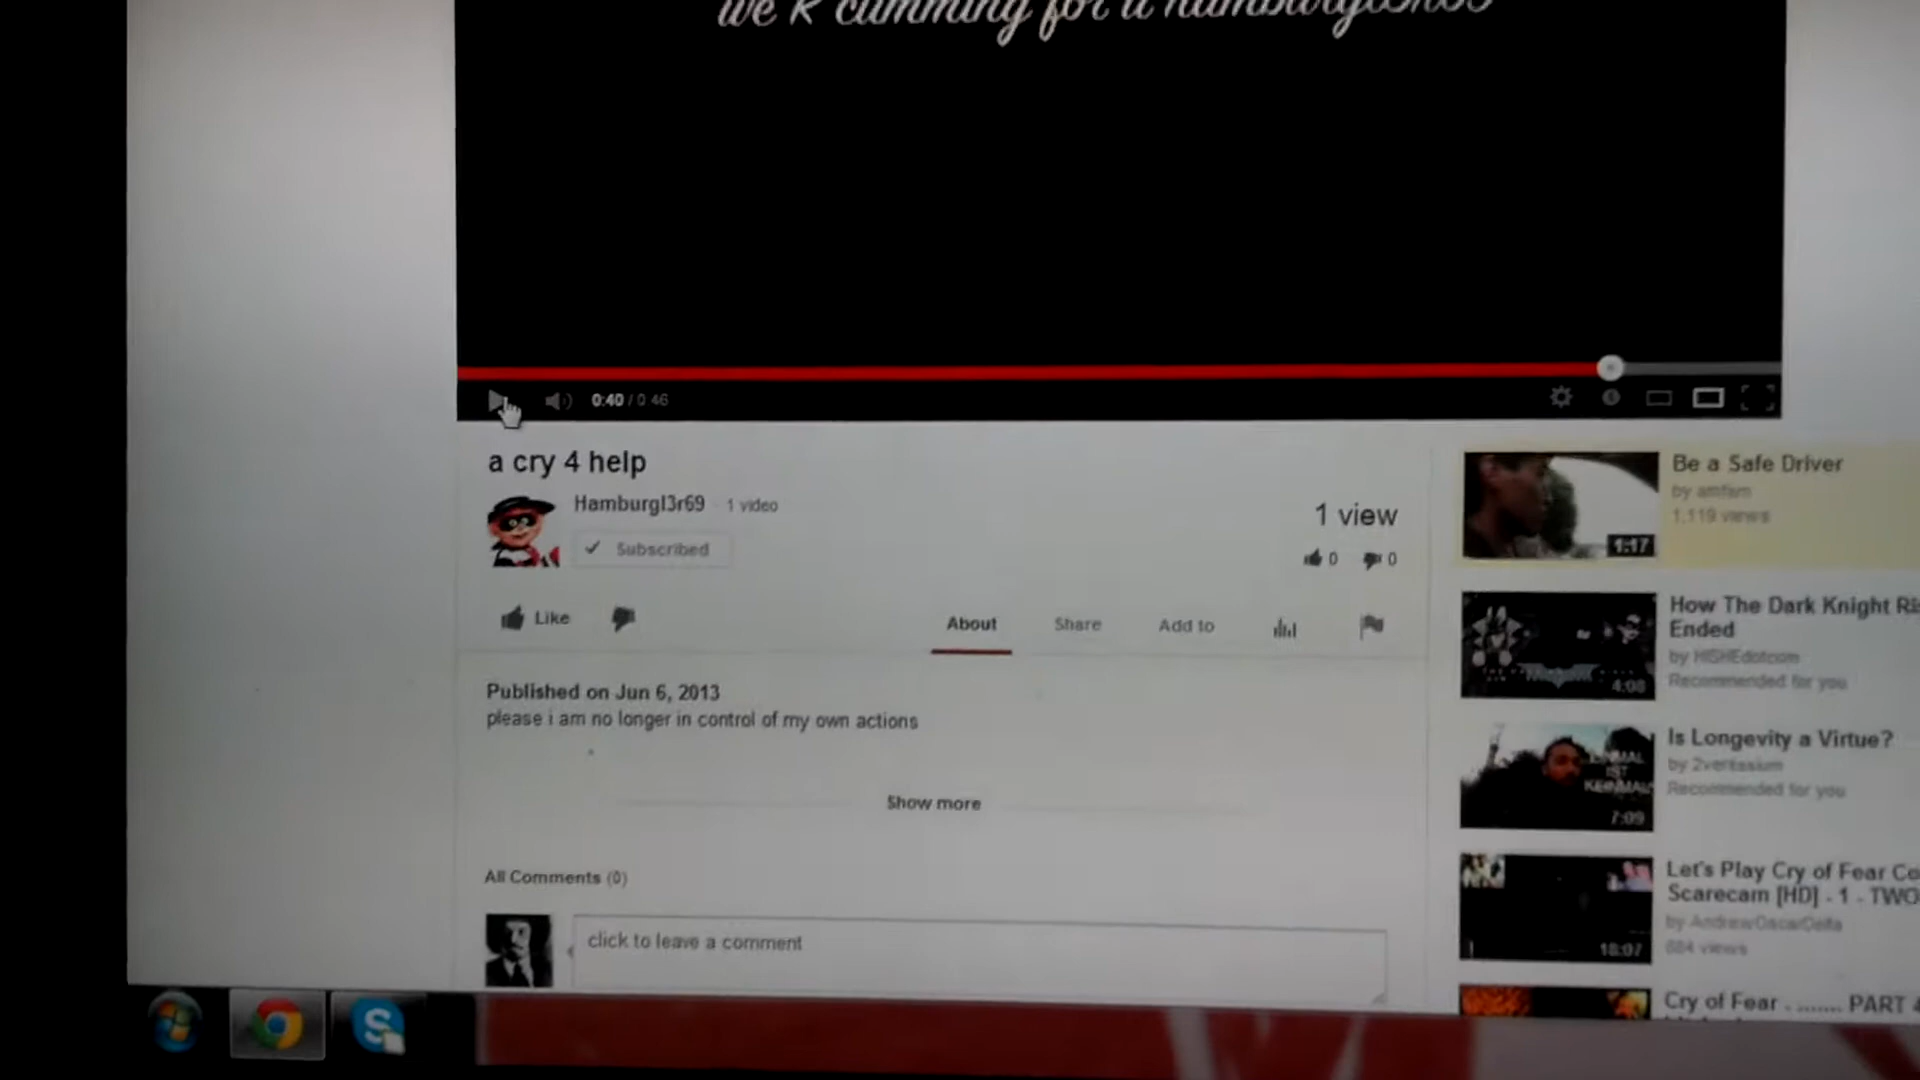 we R cumming for u
0:40 / 0:46
a cry 4 help
Hamburgl3r69 · 1 video
Subscribed
1 view
0 0
Like
About Share Add to
Published on Jun 6, 2013
please i am no longer in control of my own actions
Show more
All Comments (0)
click to leave a comment
Be a Safe Driver
by
1,119 views
1:17
How The Dark Knight Ris
Ended
by HISHEdotcom
Recommended for you
4:08
Is Longevity a Virtue?
by 2veritasium
Recommended for you
EINMAL
IST
KEINMAL
7:09
Let's Play Cry of Fear Co
Scarecam [HD] - 1 - TWO
by AndrewOscarDelta
684 views
18:07
Cry of Fear - ....... PART 4